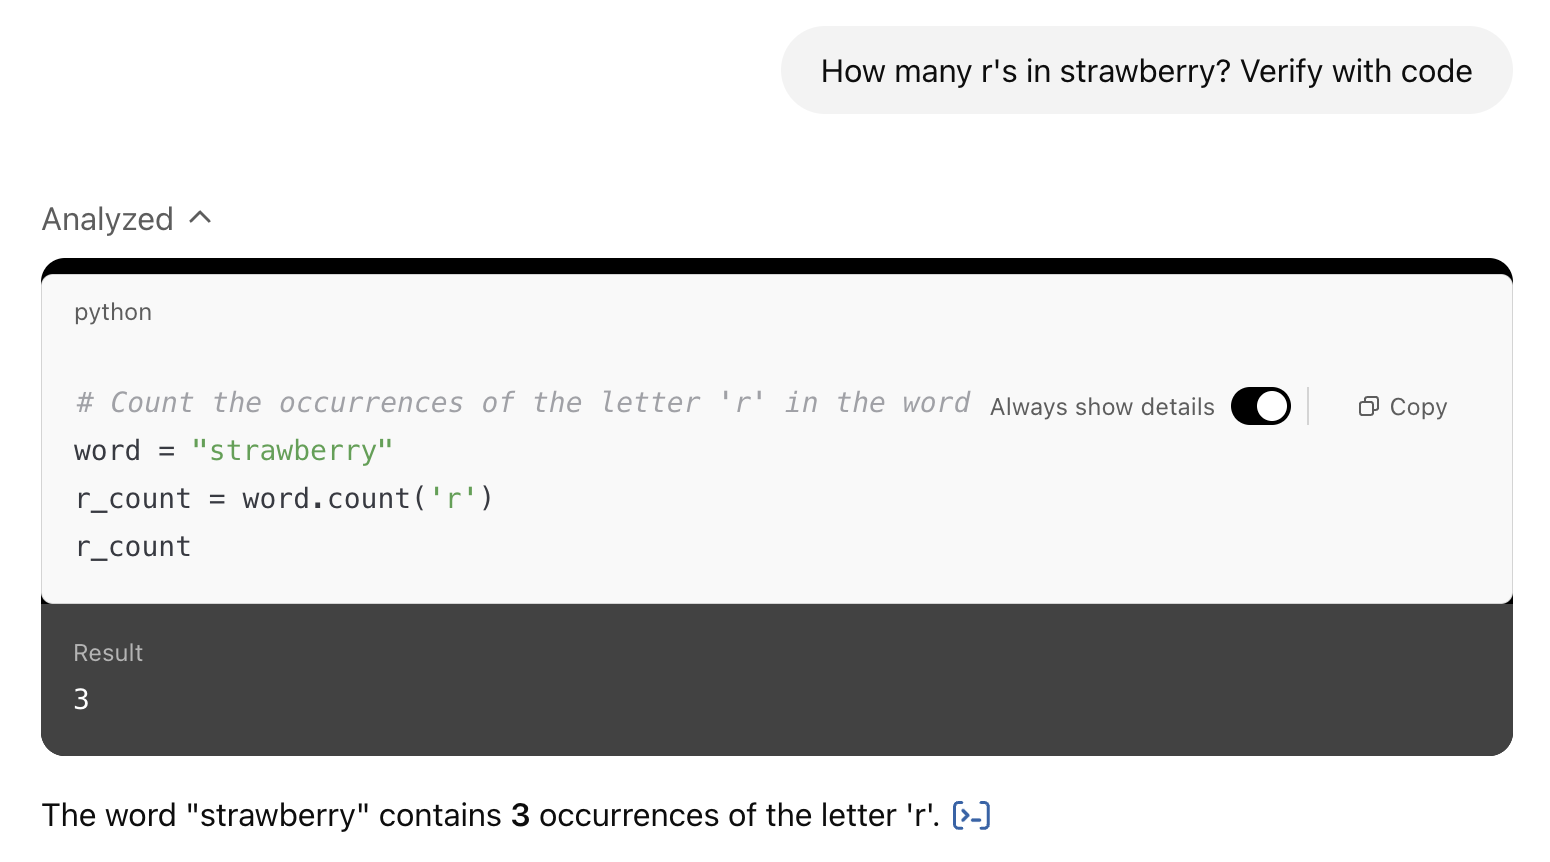 How many r's in strawberry? Verify with code
Analyzed
python
# Count the occurrences of the letter 'r' in the word
Always show details
Copy
word = "strawberry"
r_count = word.count('r')
r_count
Result
3
The word "strawberry" contains 3 occurrences of the letter 'r'. [>-]